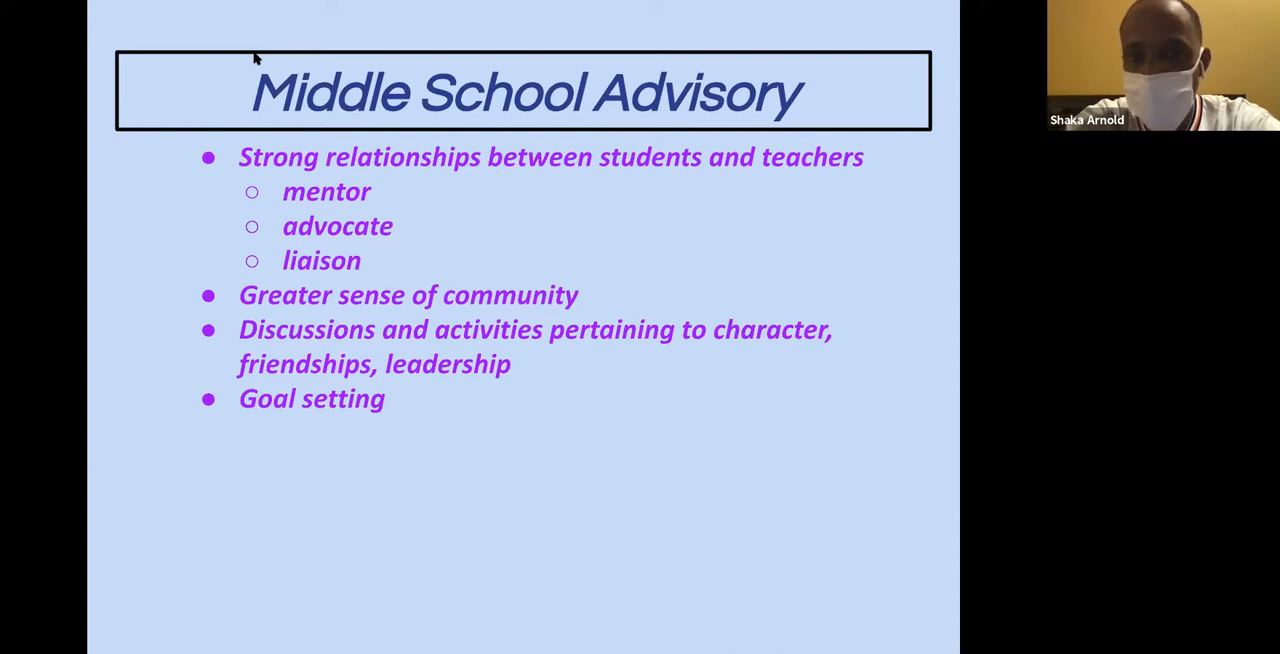 Middle School Advisory
Shaka Arnold
● Strong relationships between students and teachers
○ mentor
○ advocate
○ liaison
● Greater sense of community
● Discussions and activities pertaining to character,
friendships, leadership
● Goal setting